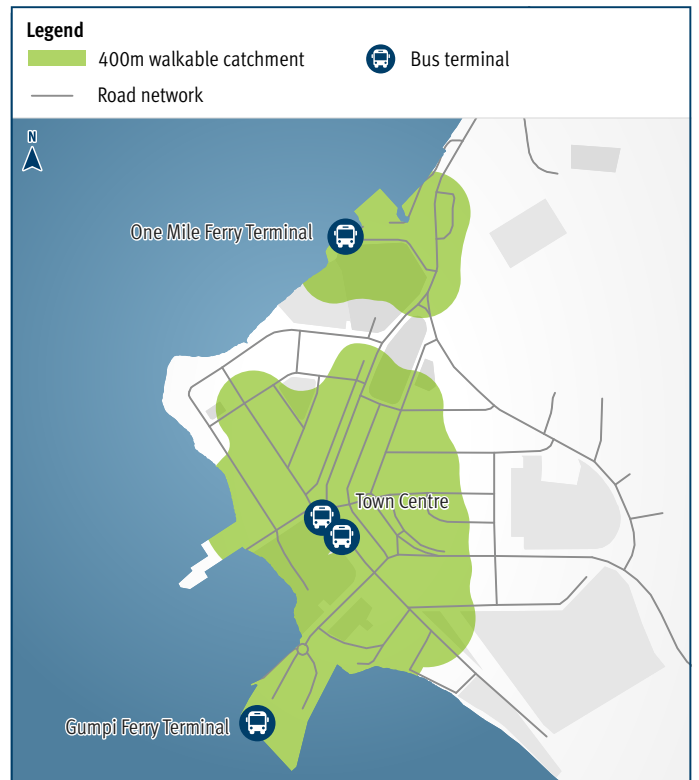 Legend
400m walkable catchment
Bus terminal
Road network
N
One Mile Ferry Terminal
Town Centre
Gumpi Ferry Terminal